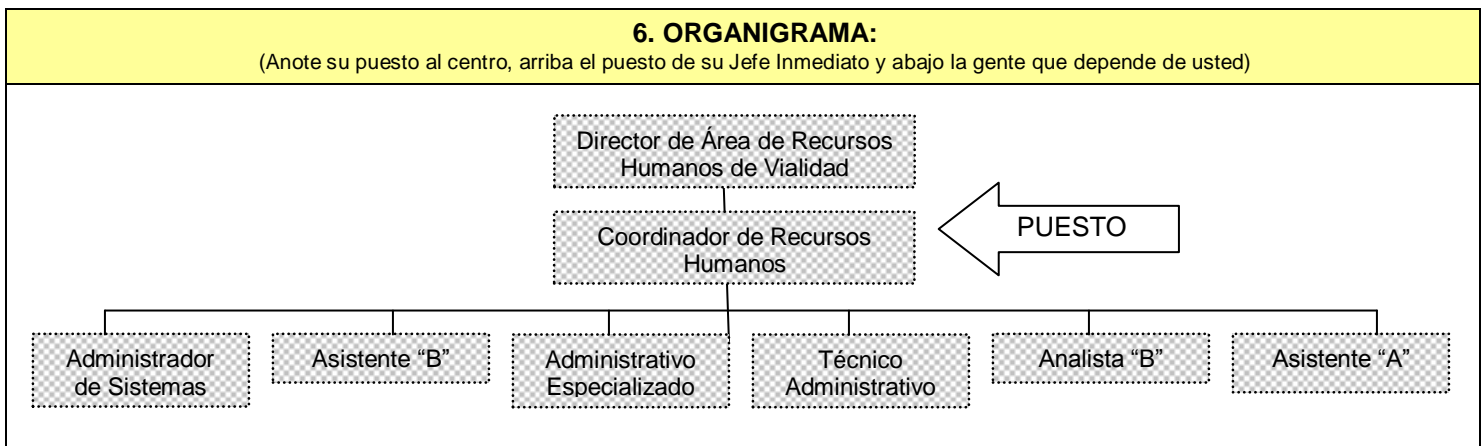 6. ORGANIGRAMA:
(Anote su puesto al centro, arriba el puesto de su Jefe Inmediato y abajo la gente que depende de usted)
Director de Área de Recursos
Humanos de Vialidad
Coordinador de Recursos
Humanos
PUESTO
Administrador
de Sistemas
Asistente “B”
Administrativo
Especializado
Técnico
Administrativo
Analista “B”
Asistente “A”